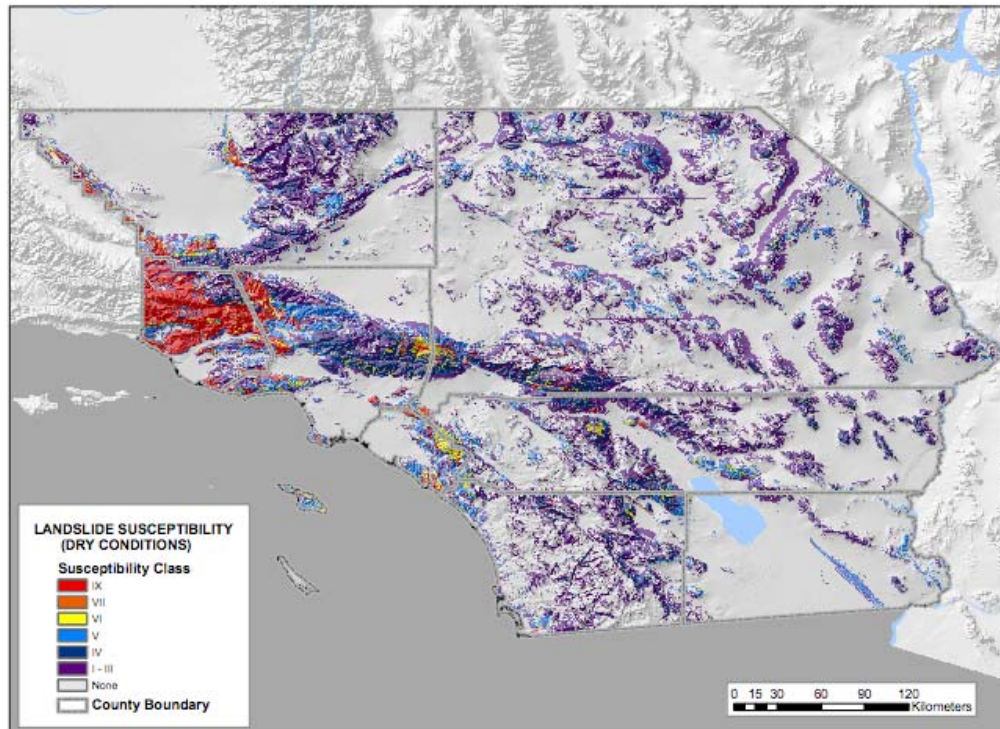 LANDSLIDE SUSCEPTIBILITY
(DRY CONDITIONS)
Susceptibility Class
IX
VII
VI
V
IV
I - III
None
County Boundary
0 15 30 60 90 120
Kilometers